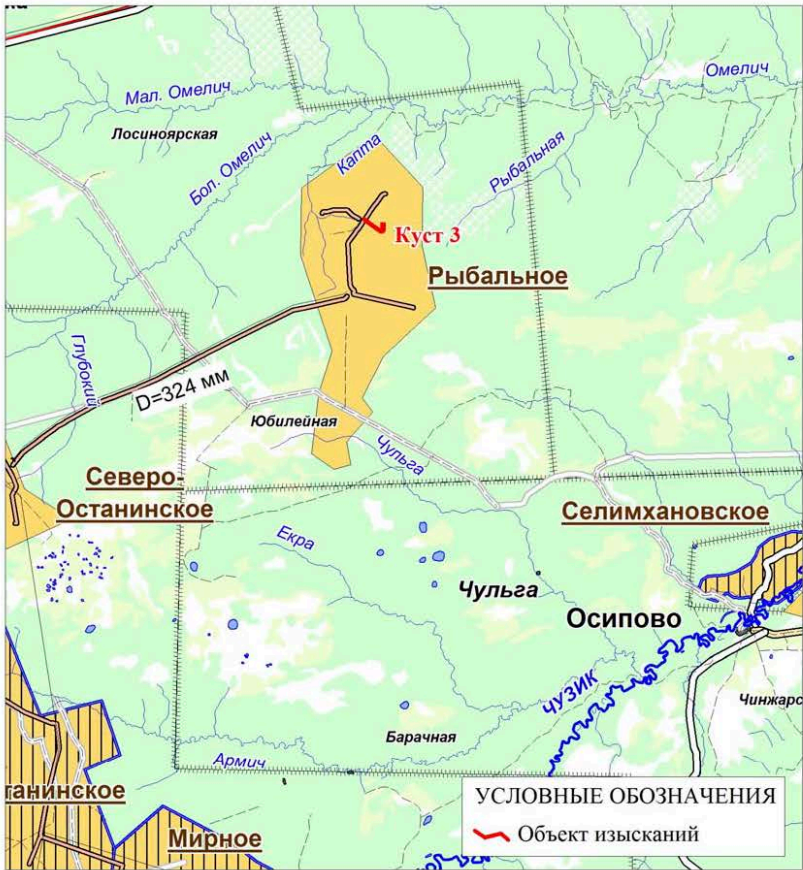 ка
Мал. Омелич
Омелич
Лосиноярская
Бол. Омелич
Капта
Рыбальная
Куст 3
Рыбальное
Глубокий
D=324 мм
Юбилейная
Чульга
Северо-
Останинское
Селимхановское
Екра
Чульга
Осипово
ЧУЗИК
Чинжарс
Барачная
Армич
танинское
Мирное
УСЛОВНЫЕ ОБОЗНАЧЕНИЯ
Объект изысканий